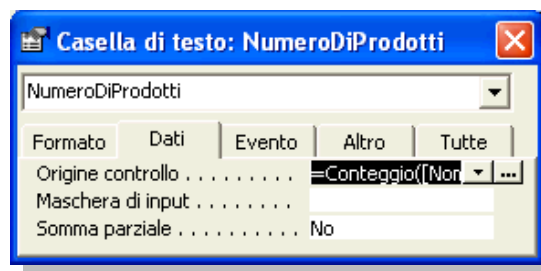 Casella di testo: NumeroDiProdotti
NumeroDiProdotti
Formato Dati Evento Altro Tutte
Origine controllo . . . . . . . . . =Conteggio([Non
Maschera di input . . . . . . . .
Somma parziale . . . . . . . . . . No